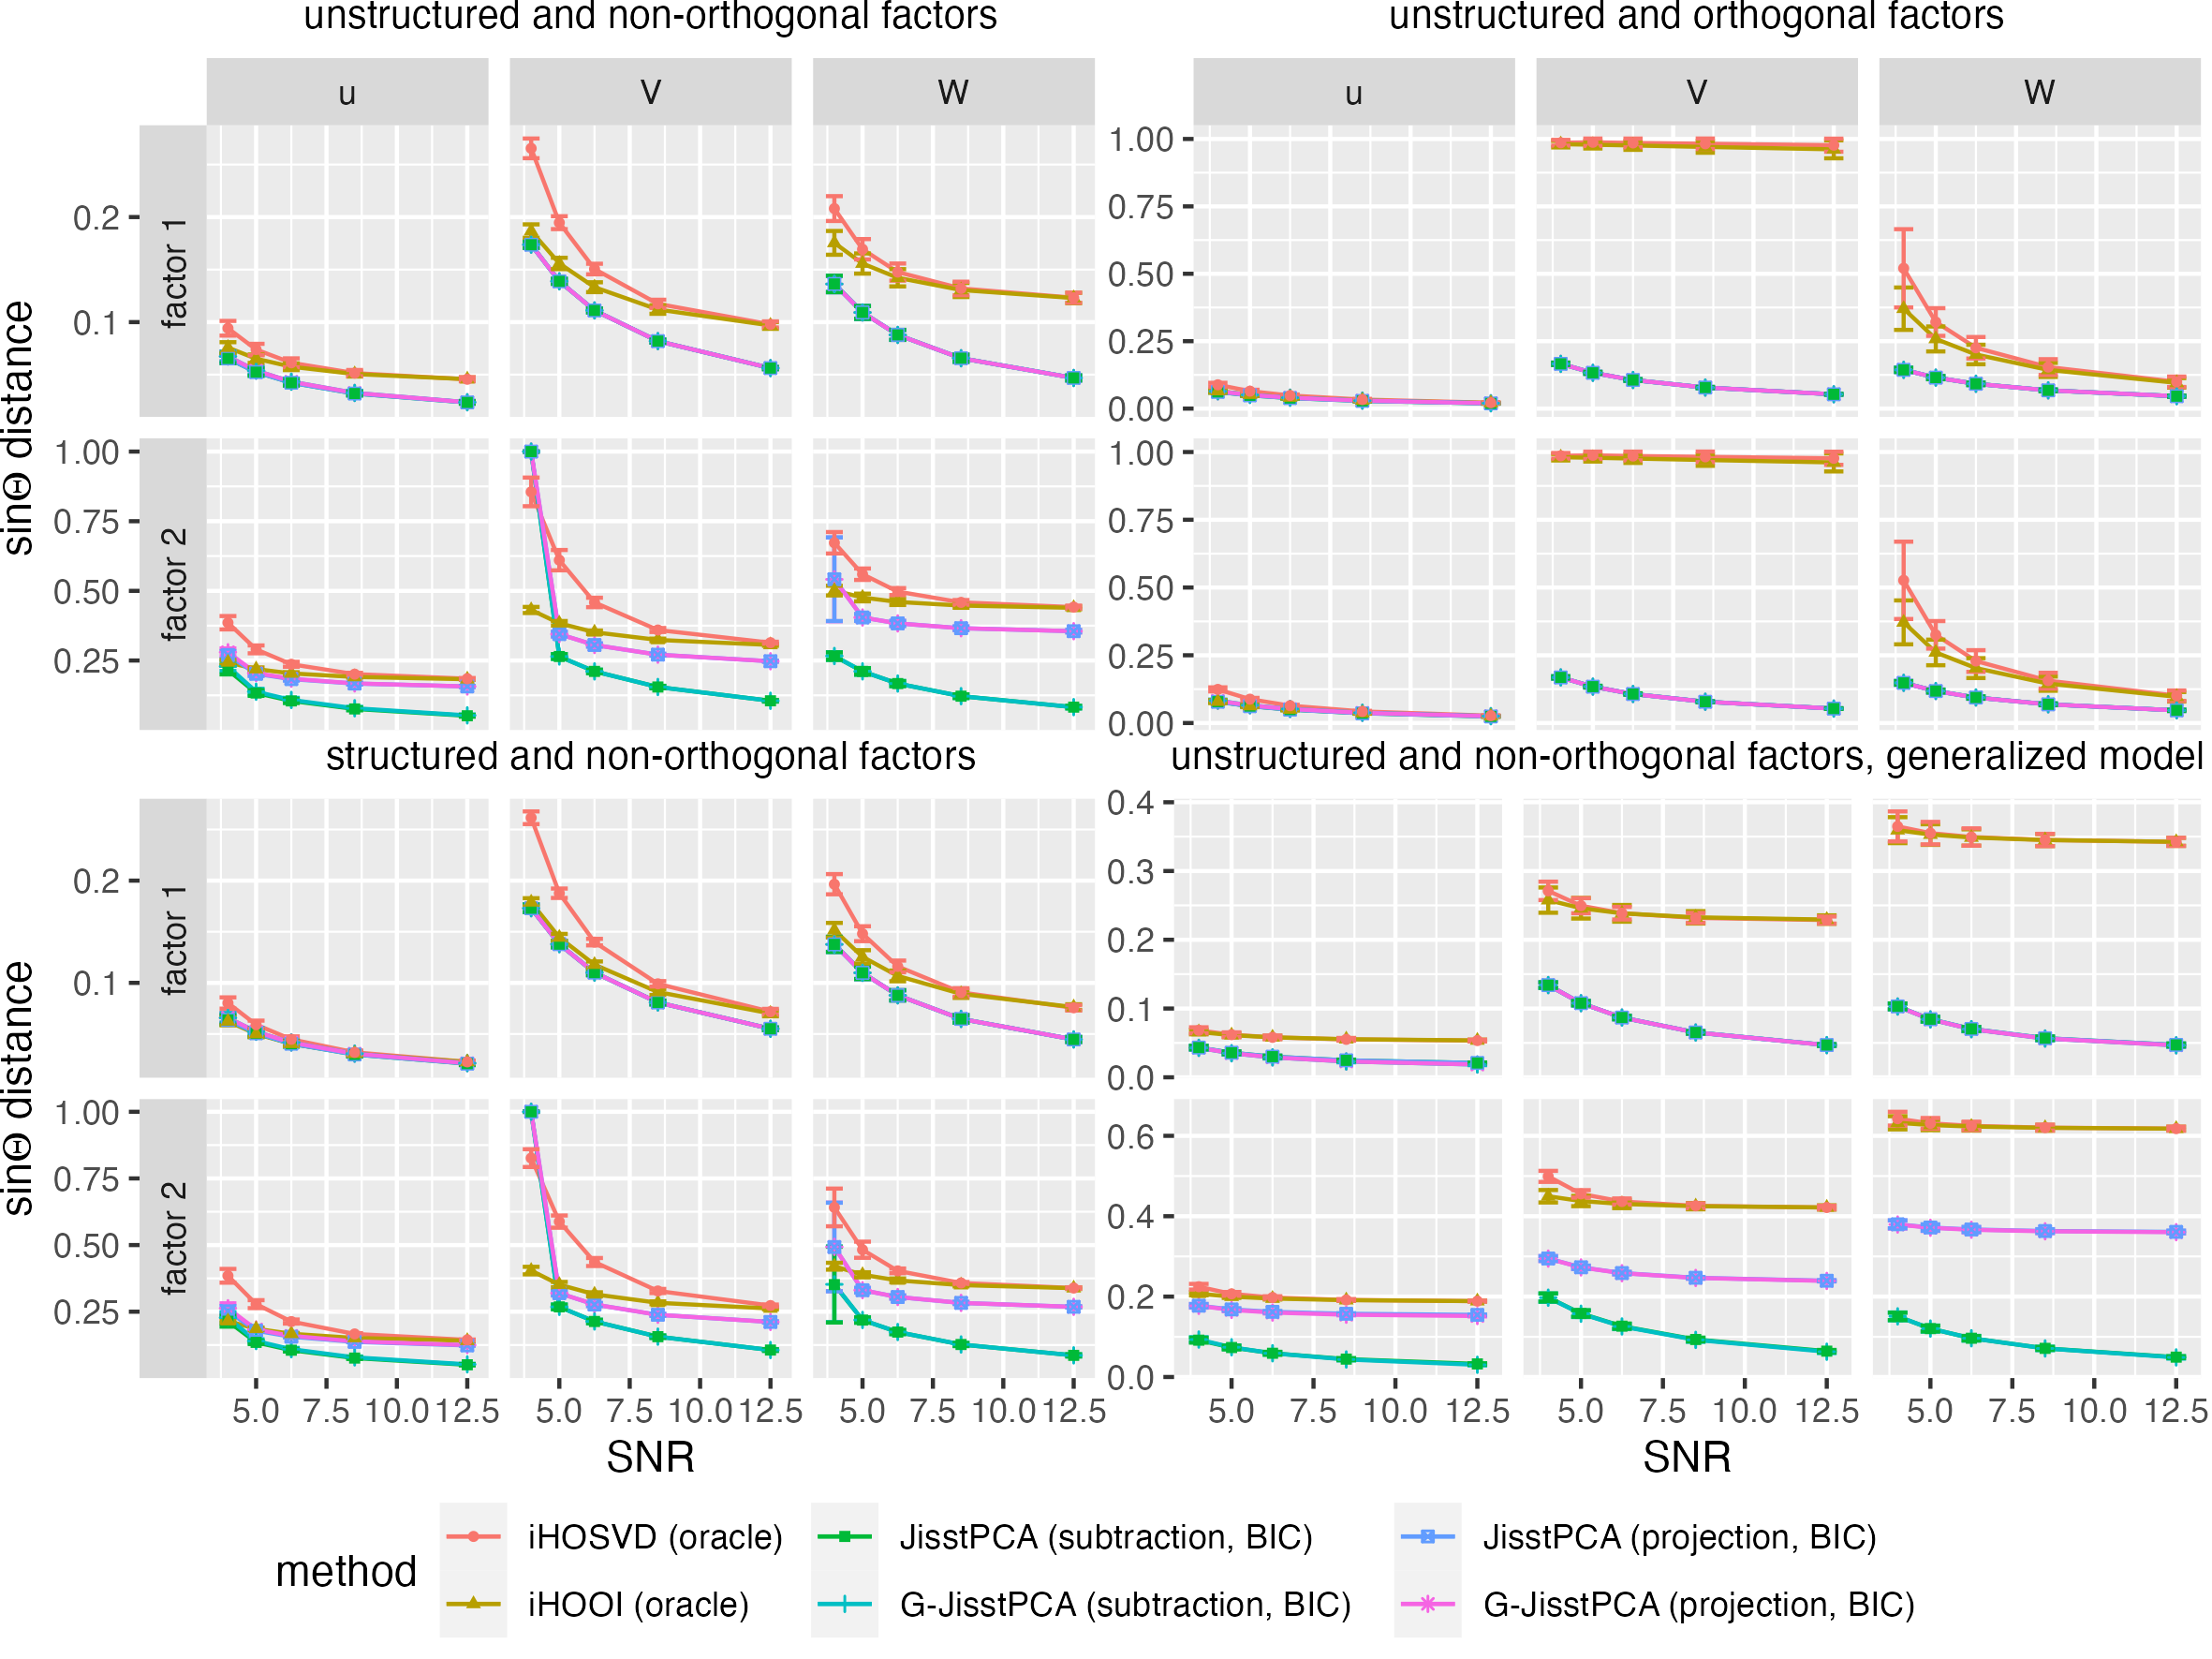 unstructured and non-orthogonal factors
unstructured and orthogonal factors
u V W
u V W
sinΘ distance
factor 1
0.2
0.1
factor 2
1.00
0.75
0.50
0.25
1.00
0.75
0.50
0.25
0.00
1.00
0.75
0.50
0.25
0.00
structured and non-orthogonal factors
unstructured and non-orthogonal factors, generalized model
sinΘ distance
factor 1
0.2
0.1
factor 2
1.00
0.75
0.50
0.25
0.4
0.3
0.2
0.1
0.0
0.6
0.4
0.2
0.0
5.0 7.5 10.0 12.5 5.0 7.5 10.0 12.5 5.0 7.5 10.0 12.5
5.0 7.5 10.0 12.5 5.0 7.5 10.0 12.5 5.0 7.5 10.0 12.5
SNR
SNR
method
iHOSVD (oracle)
JisstPCA (subtraction, BIC)
JisstPCA (projection, BIC)
iHOOI (oracle)
G-JisstPCA (subtraction, BIC)
G-JisstPCA (projection, BIC)